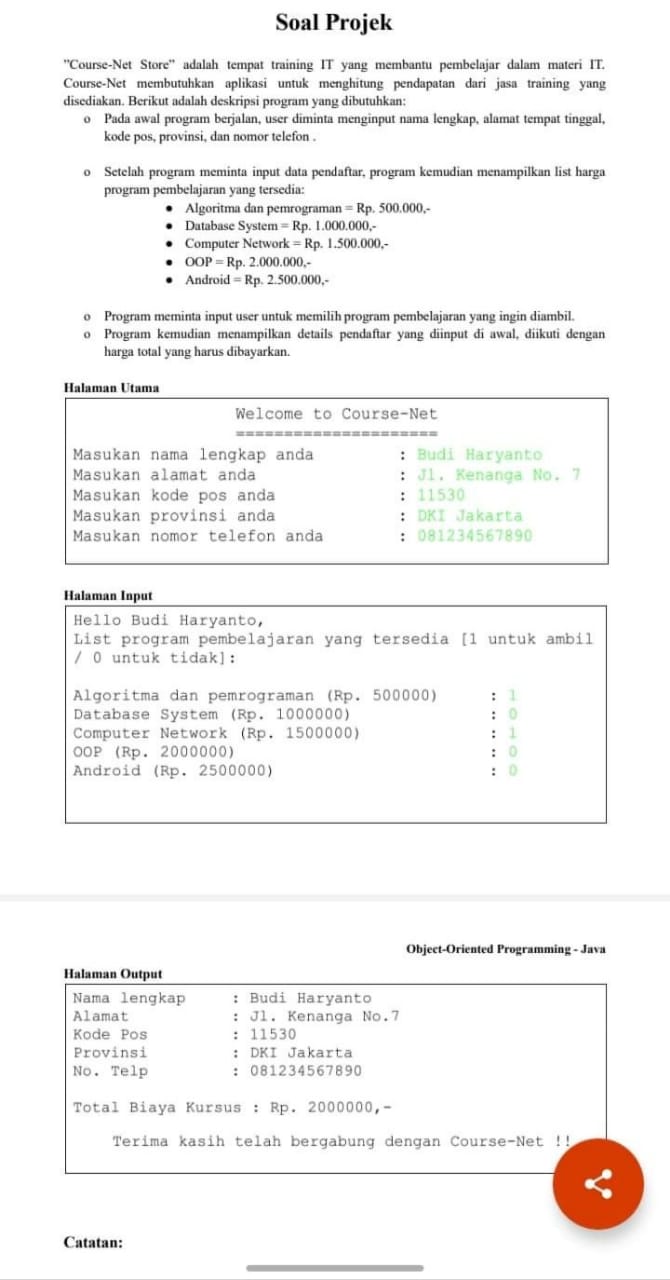 Soal Projek
"Course-Net Store" adalah tempat training IT yang membantu pembelajar dalam materi IT.
Course-Net membutuhkan aplikasi untuk menghitung pendapatan dari jasa training yang
disediakan. Berikut adalah deskripsi program yang dibutuhkan:
o Pada awal program berjalan, user diminta menginput nama lengkap, alamat tempat tinggal,
kode pos, provinsi, dan nomor telefon .
o Setelah program meminta input data pendaftar, program kemudian menampilkan list harga
program pembelajaran yang tersedia:
• Algoritma dan pemrograman = Rp. 500.000,-
• Database System = Rp. 1.000.000,-
• Computer Network = Rp. 1.500.000,-
• OOP = Rp. 2.000.000,-
• Android = Rp. 2.500.000,-
o Program meminta input user untuk memilih program pembelajaran yang ingin diambil.
o Program kemudian menampilkan details pendaftar yang diinput di awal, diikuti dengan
harga total yang harus dibayarkan.
Halaman Utama
Welcome to Course-Net
=====================
Masukan nama lengkap anda : Budi Haryanto
Masukan alamat anda : Jl. Kenanga No. 7
Masukan kode pos anda : 11530
Masukan provinsi anda : DKI Jakarta
Masukan nomor telefon anda : 081234567890
Halaman Input
Hello Budi Haryanto,
List program pembelajaran yang tersedia [1 untuk ambil
/ 0 untuk tidak]:
Algoritma dan pemrograman (Rp. 500000) : 1
Database System (Rp. 1000000) : 0
Computer Network (Rp. 1500000) : 1
OOP (Rp. 2000000) : 0
Android (Rp. 2500000) : 0
Object-Oriented Programming - Java
Halaman Output
Nama lengkap : Budi Haryanto
Alamat : Jl. Kenanga No.7
Kode Pos : 11530
Provinsi : DKI Jakarta
No. Telp : 081234567890
Total Biaya Kursus : Rp. 2000000,-
Terima kasih telah bergabung dengan Course-Net !!
Catatan: